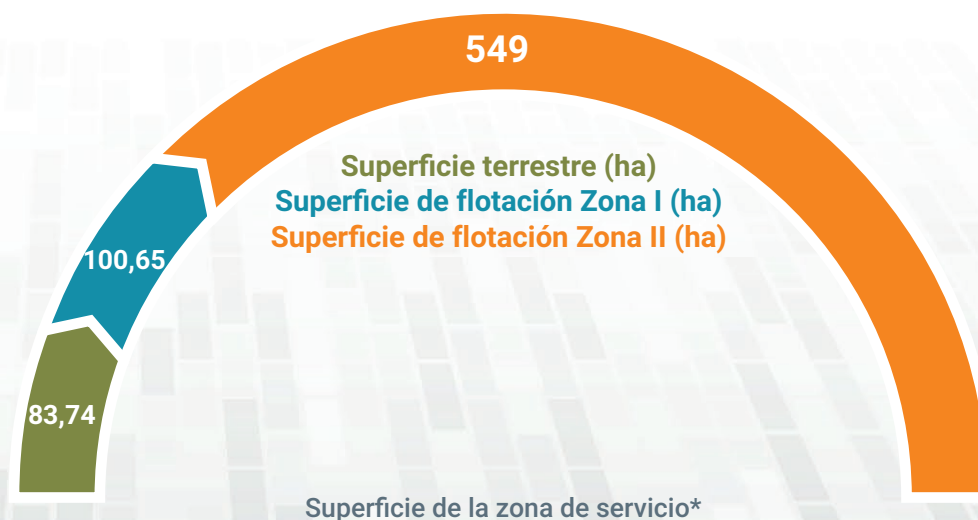 549
Superficie terrestre (ha)
Superficie de flotación Zona I (ha)
Superficie de flotación Zona II (ha)
100,65
83,74
Superficie de la zona de servicio*